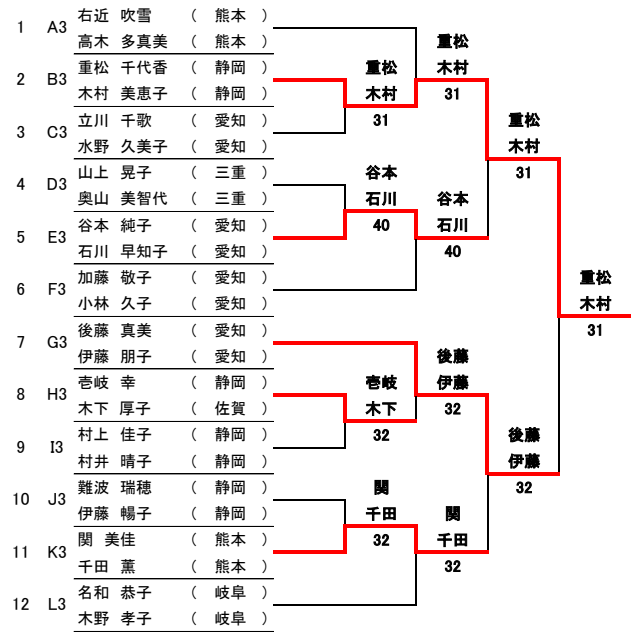 1 A3 右近 吹雪 ( 熊本 )
高木 多真美 ( 熊本 )
2 B3 重松 千代香 ( 静岡 )
木村 美恵子 ( 静岡 )
3 C3 立川 千歌 ( 愛知 )
水野 久美子 ( 愛知 )
4 D3 山上 晃子 ( 三重 )
奥山 美智代 ( 三重 )
5 E3 谷本 純子 ( 愛知 )
石川 早知子 ( 愛知 )
6 F3 加藤 敬子 ( 愛知 )
小林 久子 ( 愛知 )
7 G3 後藤 真美 ( 愛知 )
伊藤 朋子 ( 愛知 )
8 H3 壱岐 幸 ( 静岡 )
木下 厚子 ( 佐賀 )
9 I3 村上 佳子 ( 静岡 )
村井 晴子 ( 静岡 )
10 J3 難波 瑞穂 ( 静岡 )
伊藤 暢子 ( 静岡 )
11 K3 関 美佳 ( 熊本 )
千田 薫 ( 熊本 )
12 L3 名和 恭子 ( 岐阜 )
木野 孝子 ( 岐阜 )
重松
木村
31
谷本
石川
40
壱岐
木下
32
関
千田
32
重松
木村
31
谷本
石川
40
後藤
伊藤
32
関
千田
32
重松
木村
31
後藤
伊藤
32
重松
木村
31